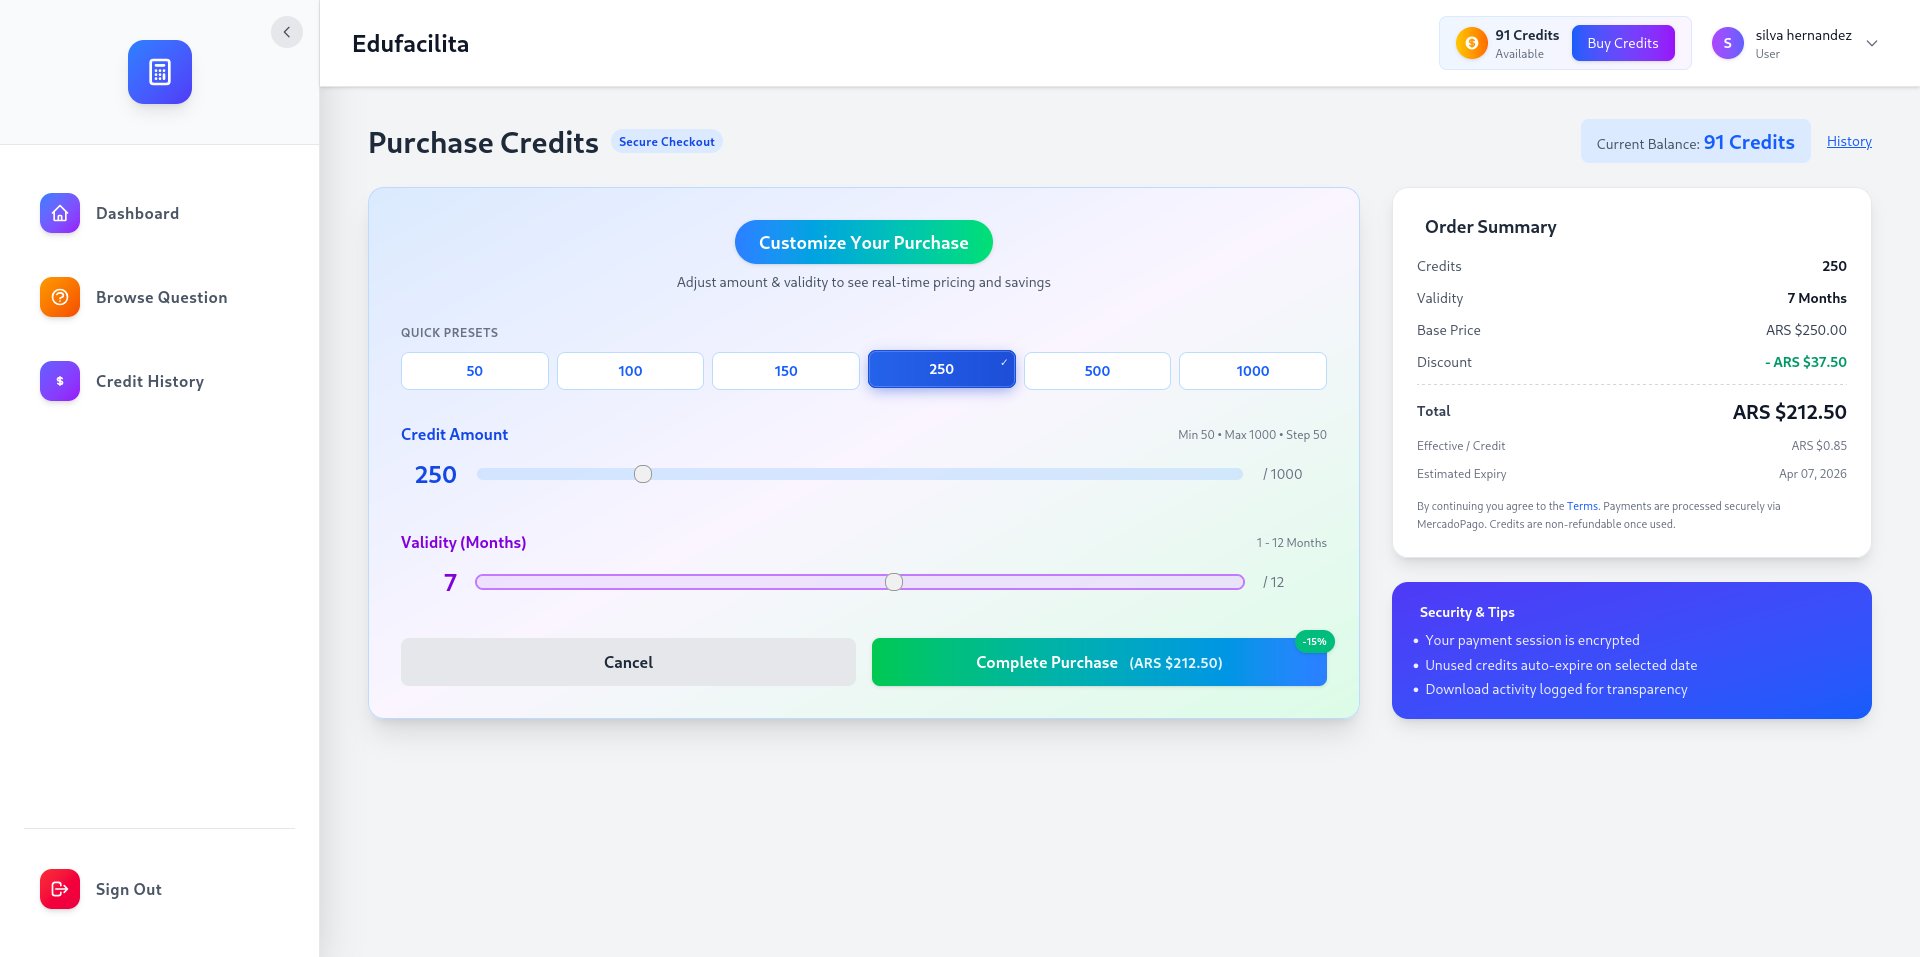 Edufacilita
91 Credits
Available
Buy Credits
S
silva hernandez
User
Dashboard
Browse Question
$
Credit History
Sign Out
Purchase Credits
Secure Checkout
Current Balance: 91 Credits
History
Customize Your Purchase
Adjust amount & validity to see real-time pricing and savings
QUICK PRESETS
50
100
150
250 ✓
500
1000
Credit Amount
Min 50 • Max 1000 • Step 50
250
/ 1000
Validity (Months)
1 - 12 Months
7
/ 12
Cancel
Complete Purchase (ARS $212.50)
-15%
Order Summary
Credits 250
Validity 7 Months
Base Price ARS $250.00
Discount - ARS $37.50
Total ARS $212.50
Effective / Credit ARS $0.85
Estimated Expiry Apr 07, 2026
By continuing you agree to the Terms. Payments are processed securely via
MercadoPago. Credits are non-refundable once used.
Security & Tips
• Your payment session is encrypted
• Unused credits auto-expire on selected date
• Download activity logged for transparency